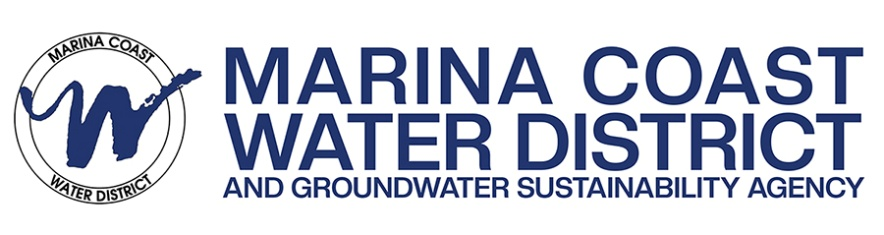 MARINA COAST
WATER DISTRICT
MARINA COAST
WATER DISTRICT
AND GROUNDWATER SUSTAINABILITY AGENCY